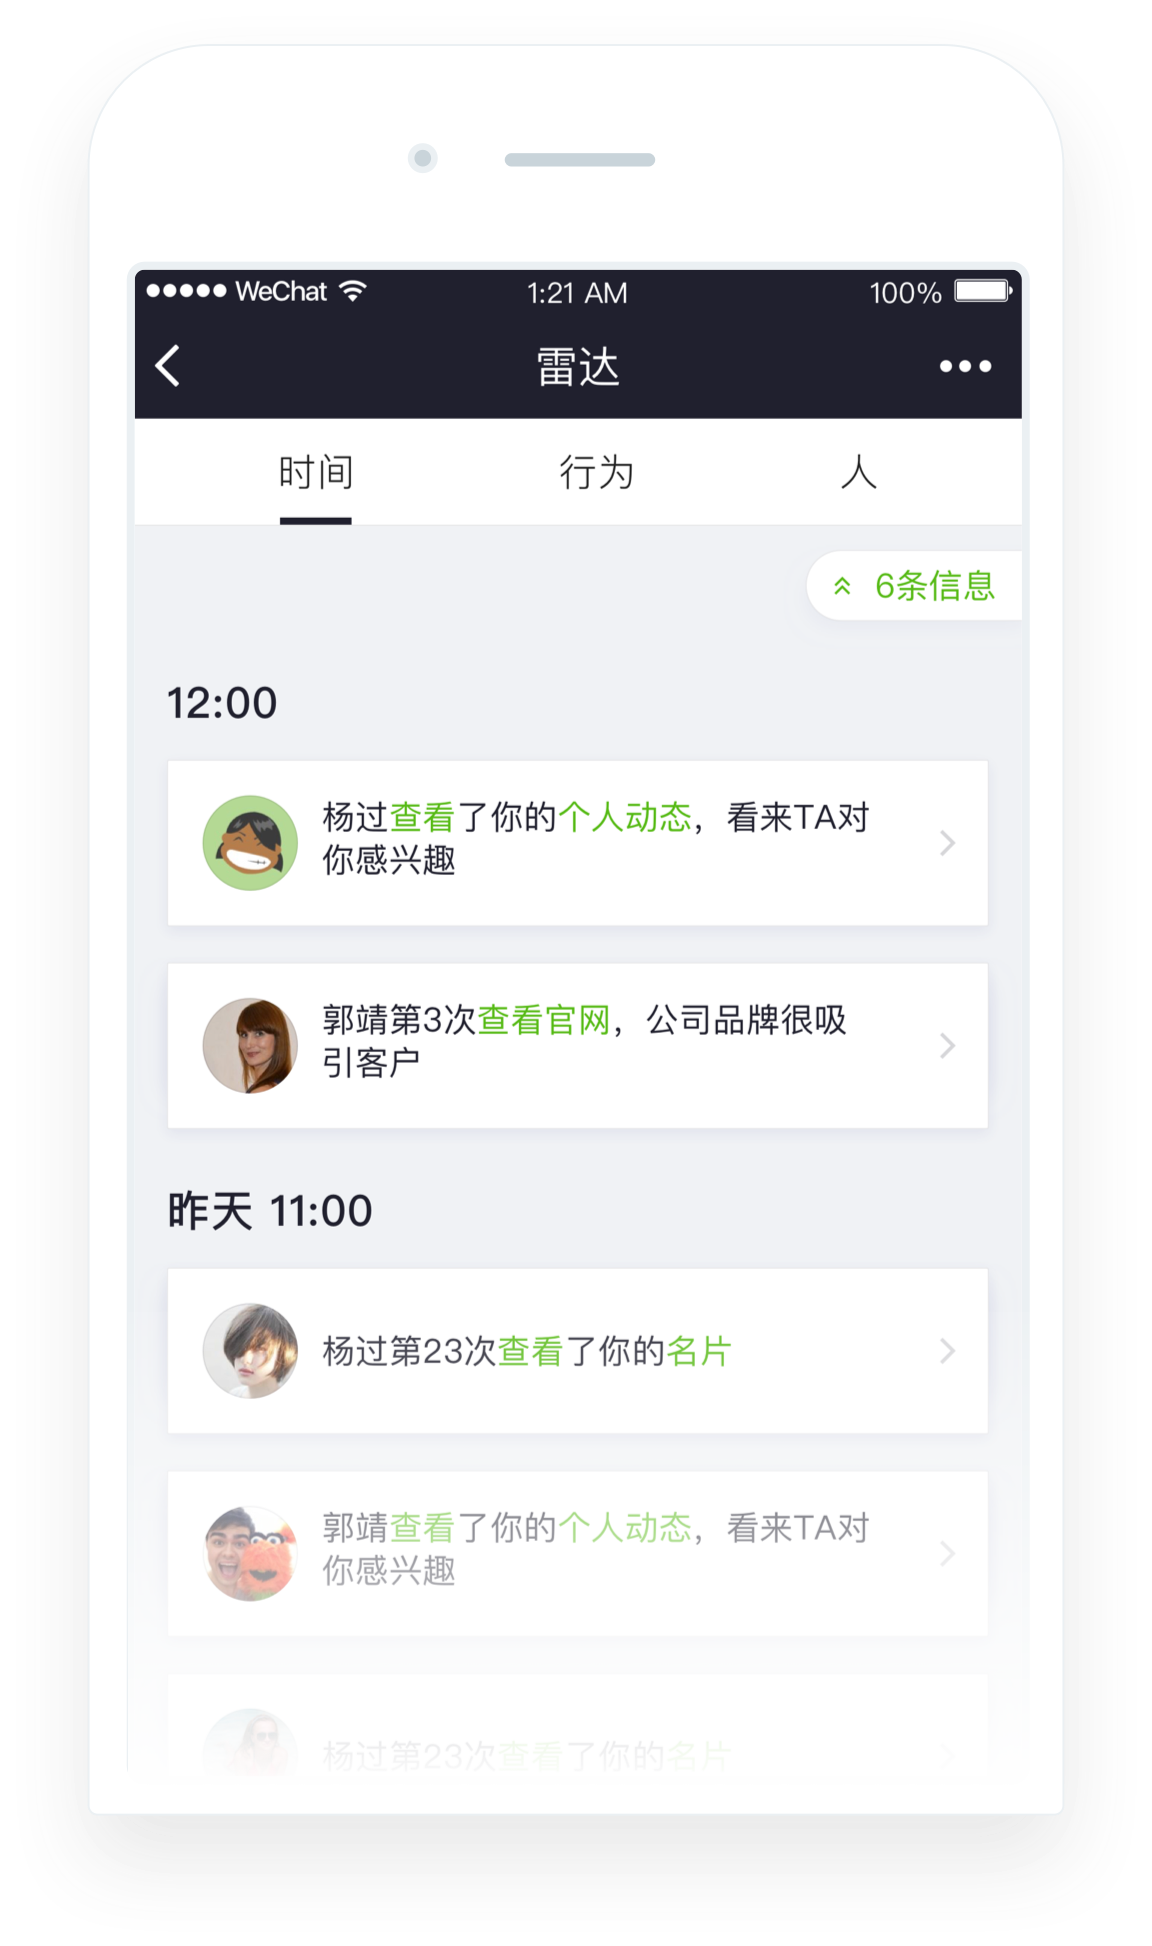 WeChat 1:21 AM 100%
雷达
时间 行为 人
6条信息
12:00
杨过查看了你的个人动态，看来TA对
你感兴趣
郭靖第3次查看官网，公司品牌很吸
引客户
昨天 11:00
杨过第23次查看了你的名片
郭靖查看了你的个人动态，看来TA对
你感兴趣
杨过第23次查看了你的名片